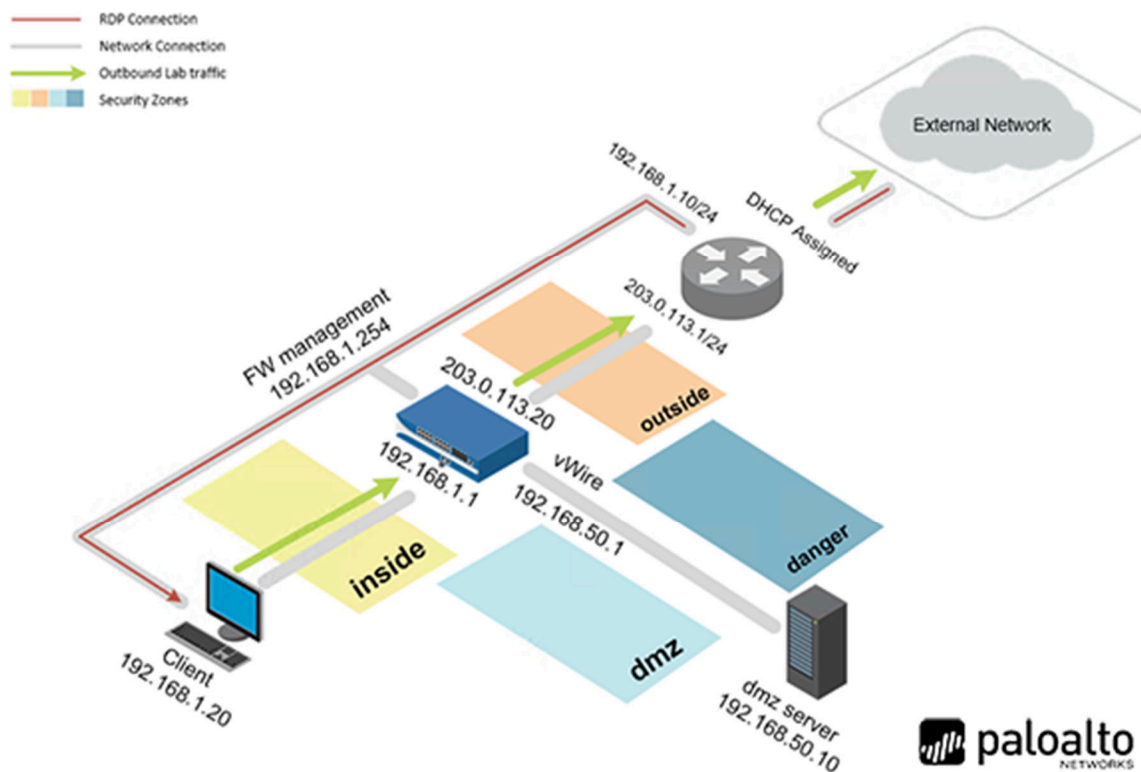 RDP Connection
Network Connection
Outbound Lab traffic
Security Zones
External Network
192.168.1.10/24
DHCP Assigned
203.0.113.1/24
FW management
192.168.1.254
203.0.113.20
outside
192.168.1.1
vWire
192.168.50.1
danger
inside
dmz
Client
192.168.1.20
dmz server
192.168.50.10
paloalto
NETWORKS